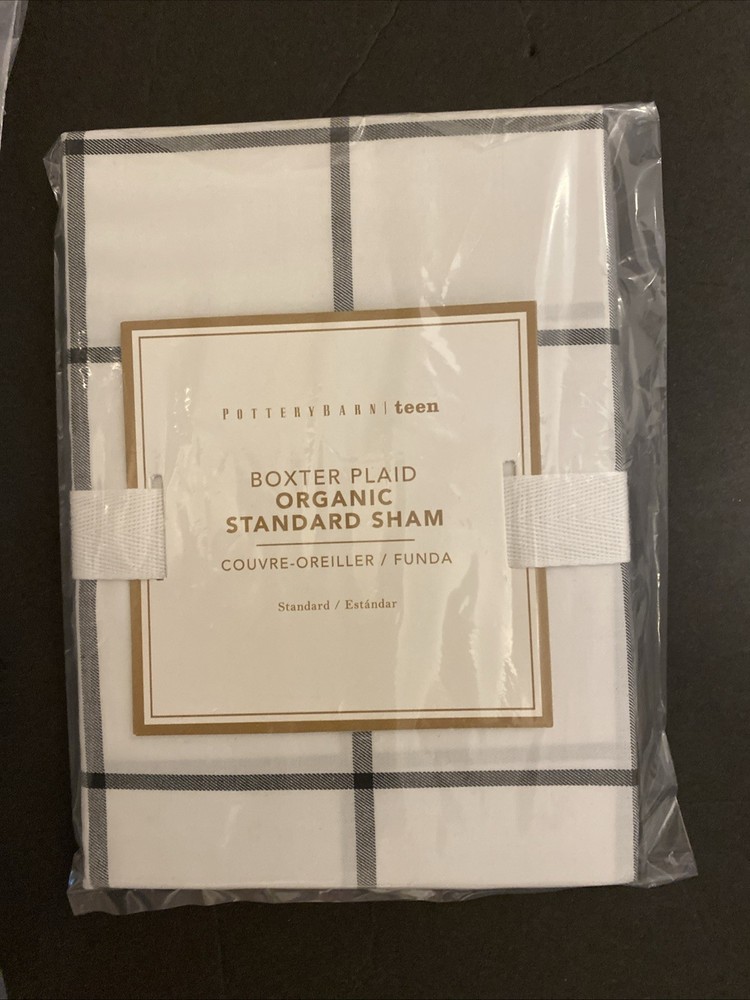 POTTERYBARN | teen
BOXTER PLAID
ORGANIC
STANDARD SHAM
COUVRE-OREILLER / FUNDA
Standard / Estándar